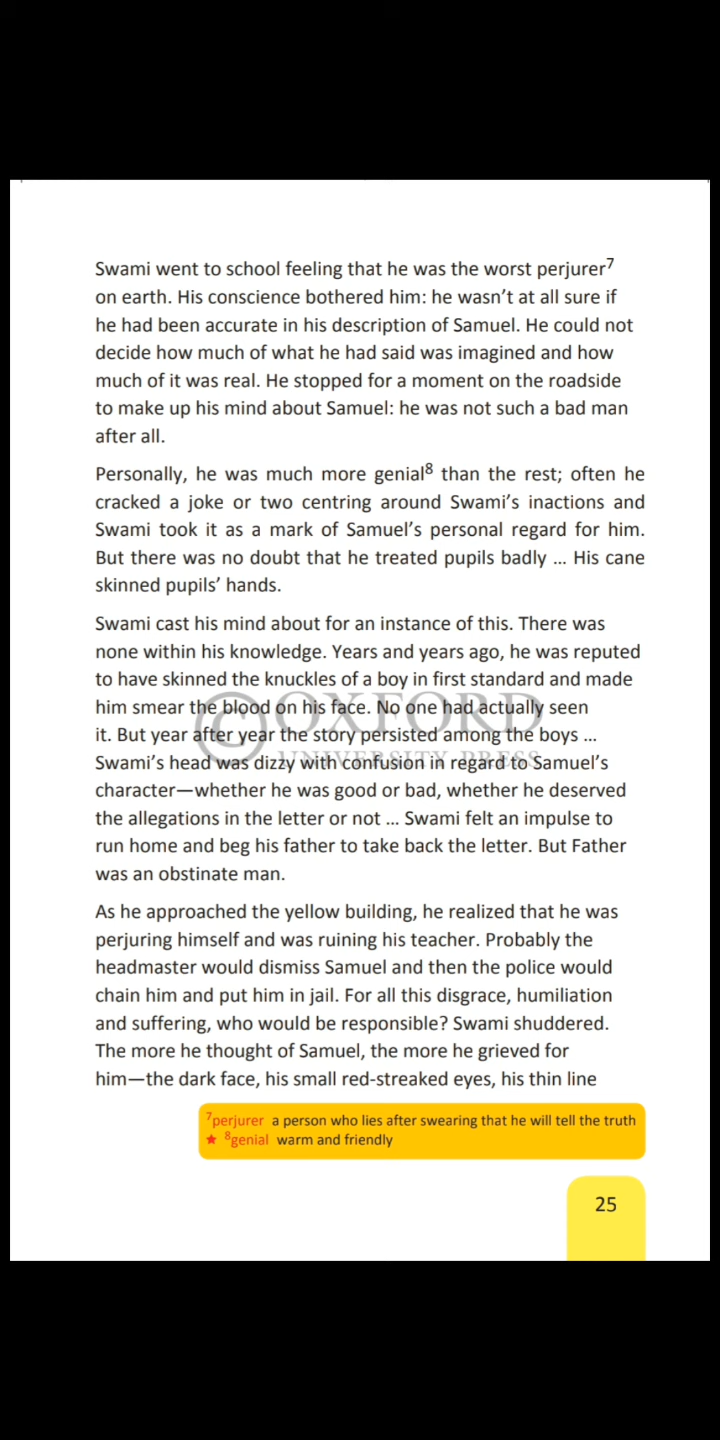 Swami went to school feeling that he was the worst perjurer7
on earth. His conscience bothered him: he wasn't at all sure if
he had been accurate in his description of Samuel. He could not
decide how much of what he had said was imagined and how
much of it was real. He stopped for a moment on the roadside
to make up his mind about Samuel: he was not such a bad man
after all.
Personally, he was much more genial8 than the rest; often he
cracked a joke or two centring around Swami's inactions and
Swami took it as a mark of Samuel's personal regard for him.
But there was no doubt that he treated pupils badly ... His cane
skinned pupils' hands.
Swami cast his mind about for an instance of this. There was
none within his knowledge. Years and years ago, he was reputed
to have skinned the knuckles of a boy in first standard and made
him smear the blood on his face. No one had actually seen
it. But year after year the story persisted among the boys ...
Swami's head was dizzy with confusion in regard to Samuel's
character—whether he was good or bad, whether he deserved
the allegations in the letter or not ... Swami felt an impulse to
run home and beg his father to take back the letter. But Father
was an obstinate man.
As he approached the yellow building, he realized that he was
perjuring himself and was ruining his teacher. Probably the
headmaster would dismiss Samuel and then the police would
chain him and put him in jail. For all this disgrace, humiliation
and suffering, who would be responsible? Swami shuddered.
The more he thought of Samuel, the more he grieved for
him—the dark face, his small red-streaked eyes, his thin line
© OXFORD
UNIVERSITY PRESS
7perjurer a person who lies after swearing that he will tell the truth
★ 8genial warm and friendly
25